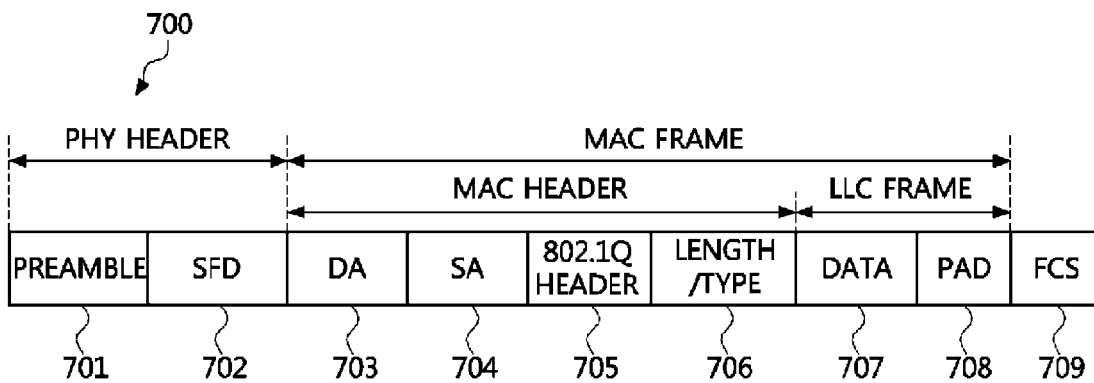 700
PHY HEADER
MAC FRAME
MAC HEADER
LLC FRAME
PREAMBLE
SFD
DA
SA
802.1Q
HEADER
LENGTH
/TYPE
DATA
PAD
FCS
701
702
703
704
705
706
707
708
709